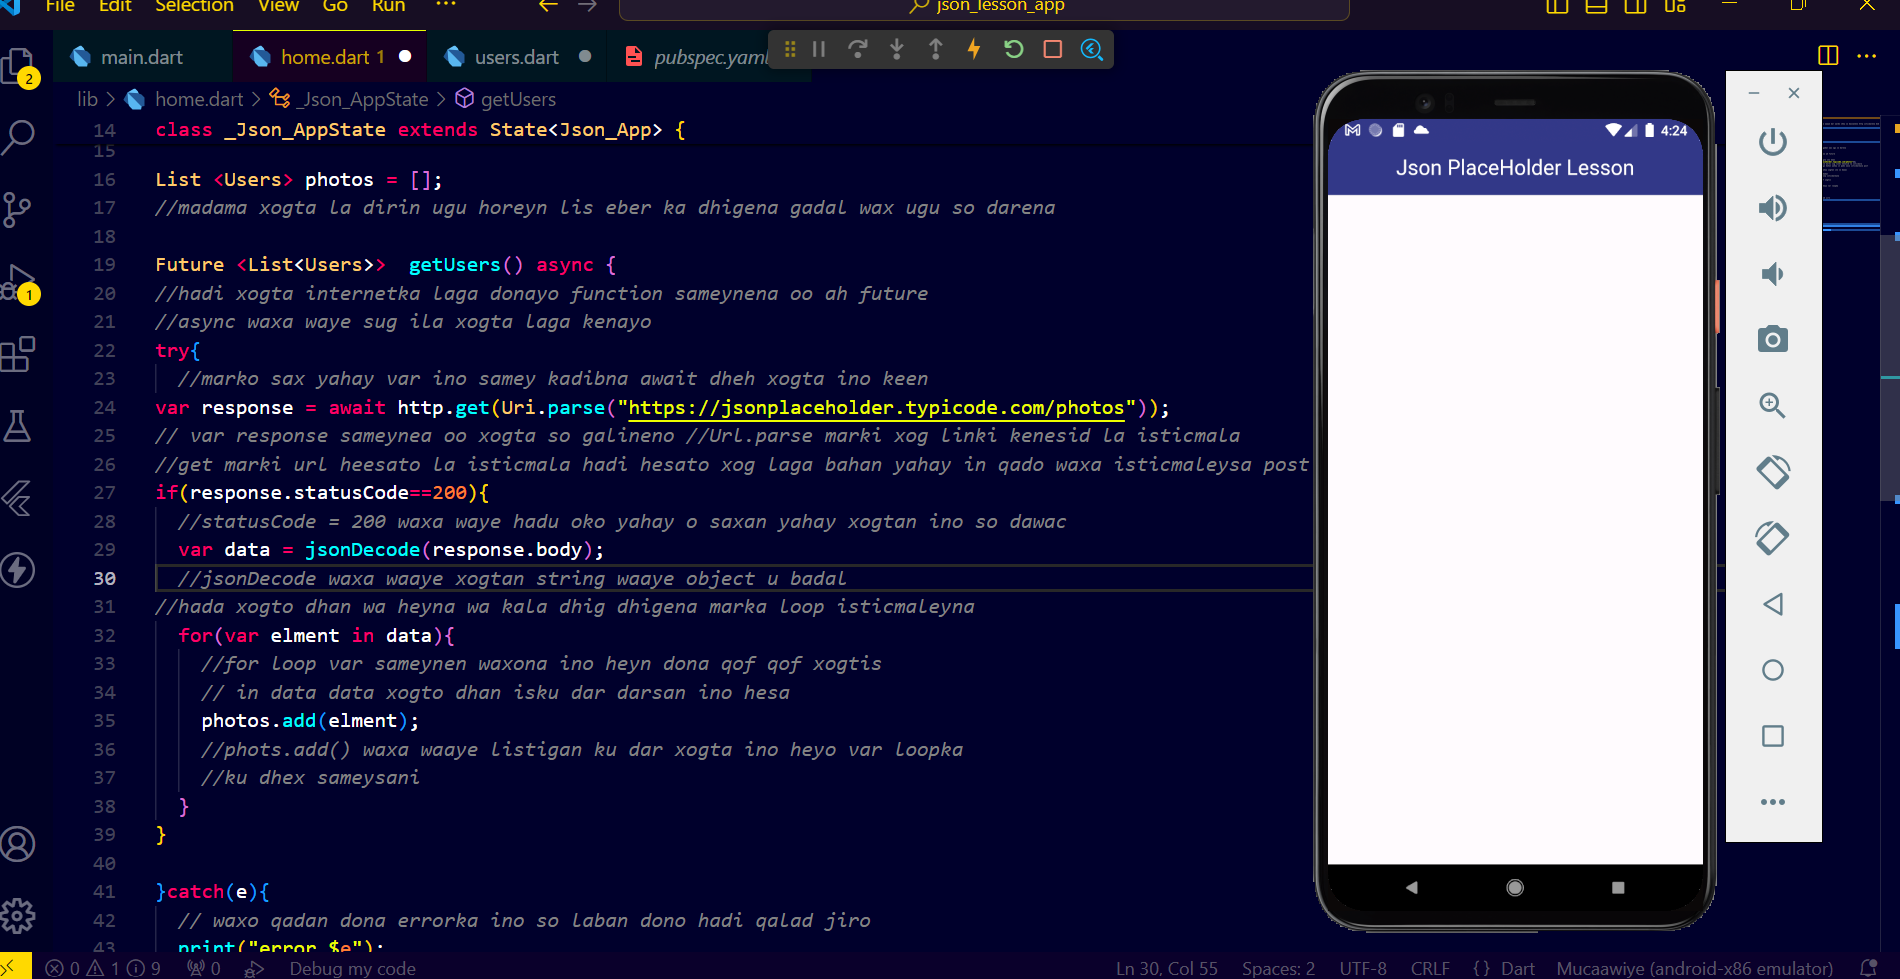 File Edit Selection View Go Run ··· json_lesson_app
2
1
main.dart home.dart 1 users.dart pubspec.yaml
lib > home.dart > _Json_AppState > getUsers
14 class _Json_AppState extends State<Json_App> {
15
16 List <Users> photos = [];
17 //madama xogta la dirin ugu horeyn lis eber ka dhigena gadal wax ugu so darena
18
19 Future <List<Users>> getUsers() async {
20 //hadi xogta internetka laga donayo function sameynena oo ah future
21 //async waxa waye sug ila xogta laga kenayo
22 try{
23 //marko sax yahay var ino samey kadibna await dheh xogta ino keen
24 var response = await http.get(Uri.parse("https://jsonplaceholder.typicode.com/photos"));
25 // var response sameynea oo xogta so galineno //Url.parse marki xog linki kenesid la isticmala
26 //get marki url heesato la isticmala hadi hesato xog laga bahan yahay in qado waxa isticmaleysa post
27 if(response.statusCode==200){
28 //statusCode = 200 waxa waye hadu oko yahay o saxan yahay xogtan ino so dawac
29 var data = jsonDecode(response.body);
30 //jsonDecode waxa waaye xogtan string waaye object u badal
31 //hada xogto dhan wa heyna wa kala dhig dhigena marka loop isticmaleyna
32 for(var elment in data){
33 //for loop var sameynen waxona ino heyn dona qof qof xogtis
34 // in data data xogto dhan isku dar darsan ino hesa
35 photos.add(elment);
36 //phots.add() waxa waaye listigan ku dar xogta ino heyo var loopka
37 //ku dhex sameysani
38 }
39 }
40
41 }catch(e){
42 // waxo qadan dona errorka ino so laban dono hadi qalad jiro
43 print("error $e");
4:24
Json PlaceHolder Lesson
0 1 9 0 Debug my code Ln 30, Col 55 Spaces: 2 UTF-8 CRLF {} Dart Mucaawiye (android-x86 emulator)